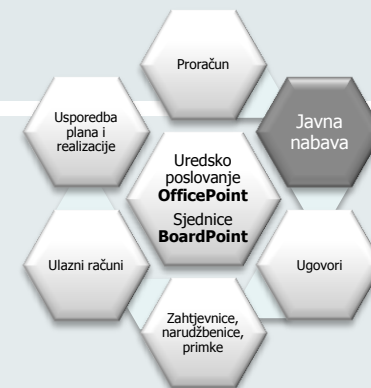 Proračun
Javna
nabava
Usporedba
plana i
realizacije
Uredsko
poslovanje
OfficePoint
Sjednice
BoardPoint
Ulazni računi
Ugovori
Zahtjevnice,
narudžbenice,
primke